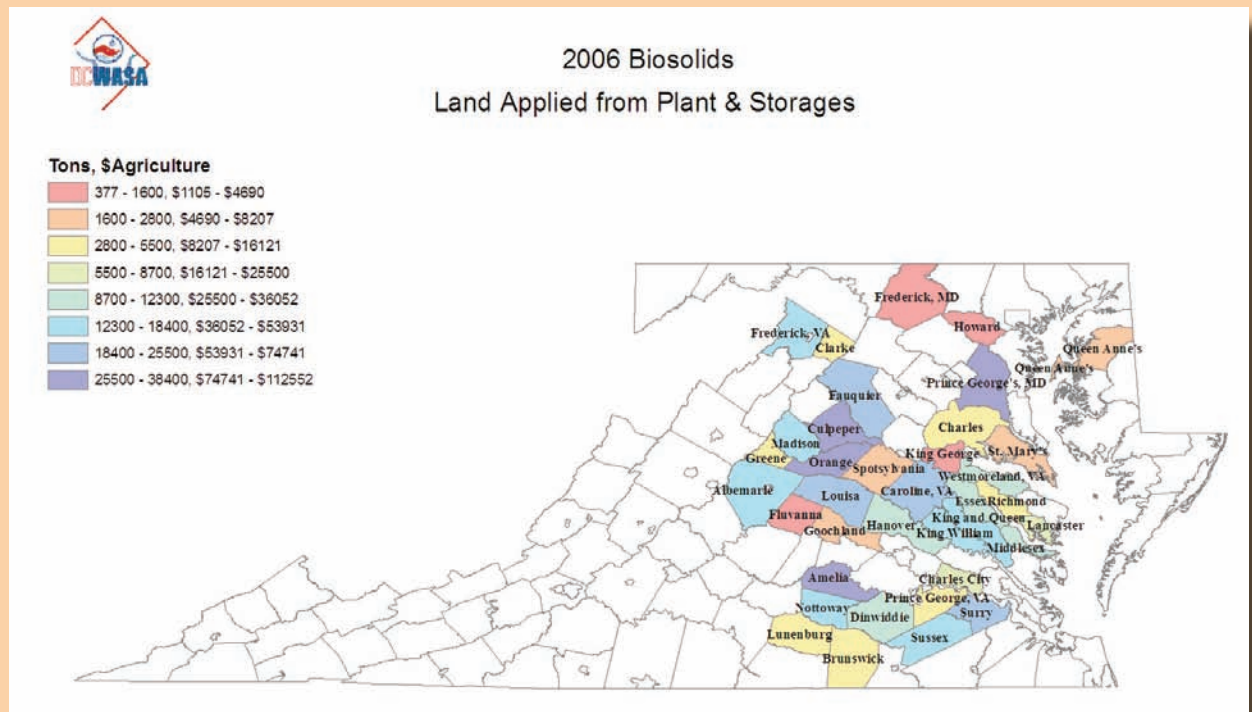 DCWASA
2006 Biosolids
Land Applied from Plant & Storages
Tons, $Agriculture
377 - 1600, $1105 - $4690
1600 - 2800, $4690 - $8207
2800 - 5500, $8207 - $16121
5500 - 8700, $16121 - $25500
8700 - 12300, $25500 - $36052
12300 - 18400, $36052 - $53931
18400 - 25500, $53931 - $74741
25500 - 38400, $74741 - $112552
Frederick, MD
Howard
Frederick, VA
Clarke
Queen Anne's
Queen Anne's
Prince George's, MD
Fauquier
Culpeper
Charles
Madison
Greene
Orange
Spotsylvania
King George
St. Mary's
Westmoreland, VA
Albemarle
Louisa
Caroline, VA
Essex
Richmond
Fluvanna
Goochland
Hanover
King and Queen
King William
Lancaster
Middlesex
Amelia
Charles City
Prince George, VA
Nottoway
Dinwiddie
Surry
Lunenburg
Sussex
Brunswick